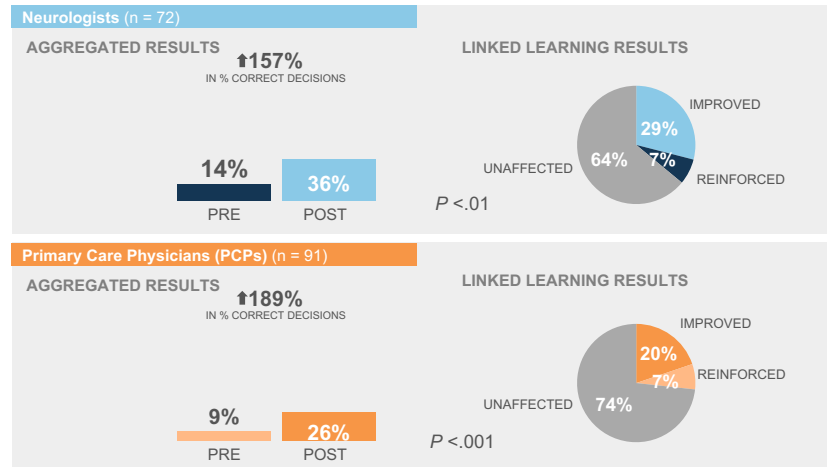 Neurologists (n = 72)
AGGREGATED RESULTS
⬆157%
IN % CORRECT DECISIONS
14%
36%
PRE
POST
P <.01
LINKED LEARNING RESULTS
IMPROVED
29%
UNAFFECTED
64%
7%
REINFORCED
Primary Care Physicians (PCPs) (n = 91)
AGGREGATED RESULTS
⬆189%
IN % CORRECT DECISIONS
9%
26%
PRE
POST
P <.001
LINKED LEARNING RESULTS
IMPROVED
20%
7%
REINFORCED
UNAFFECTED
74%